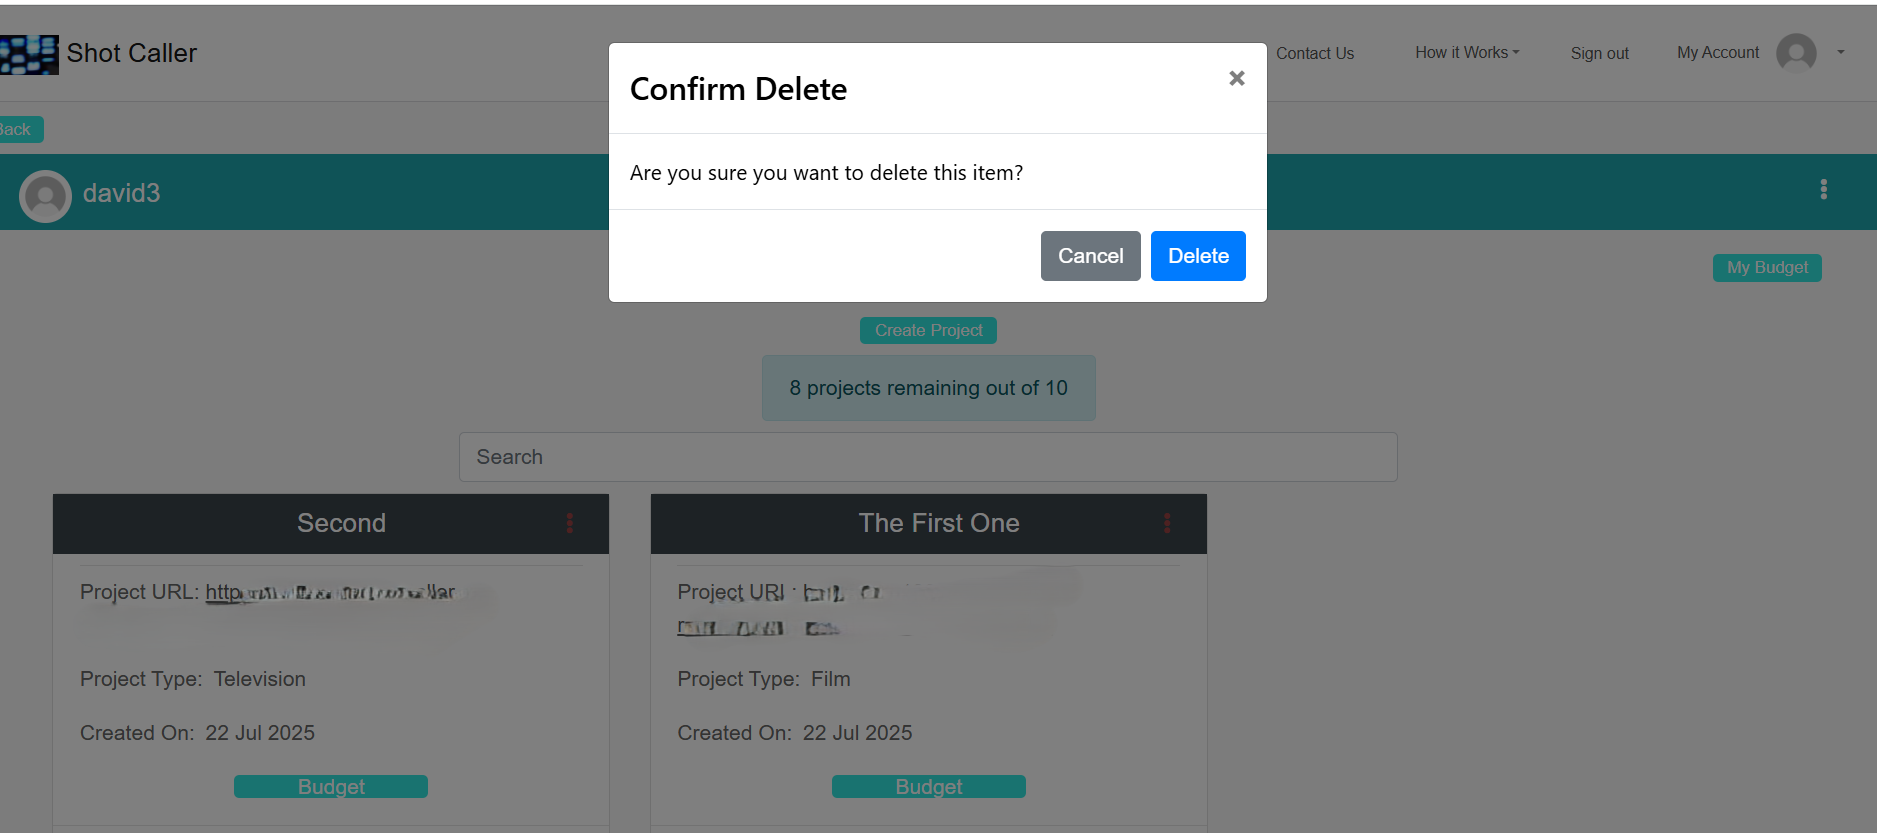 Shot Caller
Contact Us
How it Works
Sign out
My Account
Confirm Delete
×
Back
Are you sure you want to delete this item?
david3
Cancel
Delete
My Budget
Create Project
8 projects remaining out of 10
Search
Second
Project URL: http
Project Type: Television
Created On: 22 Jul 2025
Budget
The First One
Project URL:
Project Type: Film
Created On: 22 Jul 2025
Budget